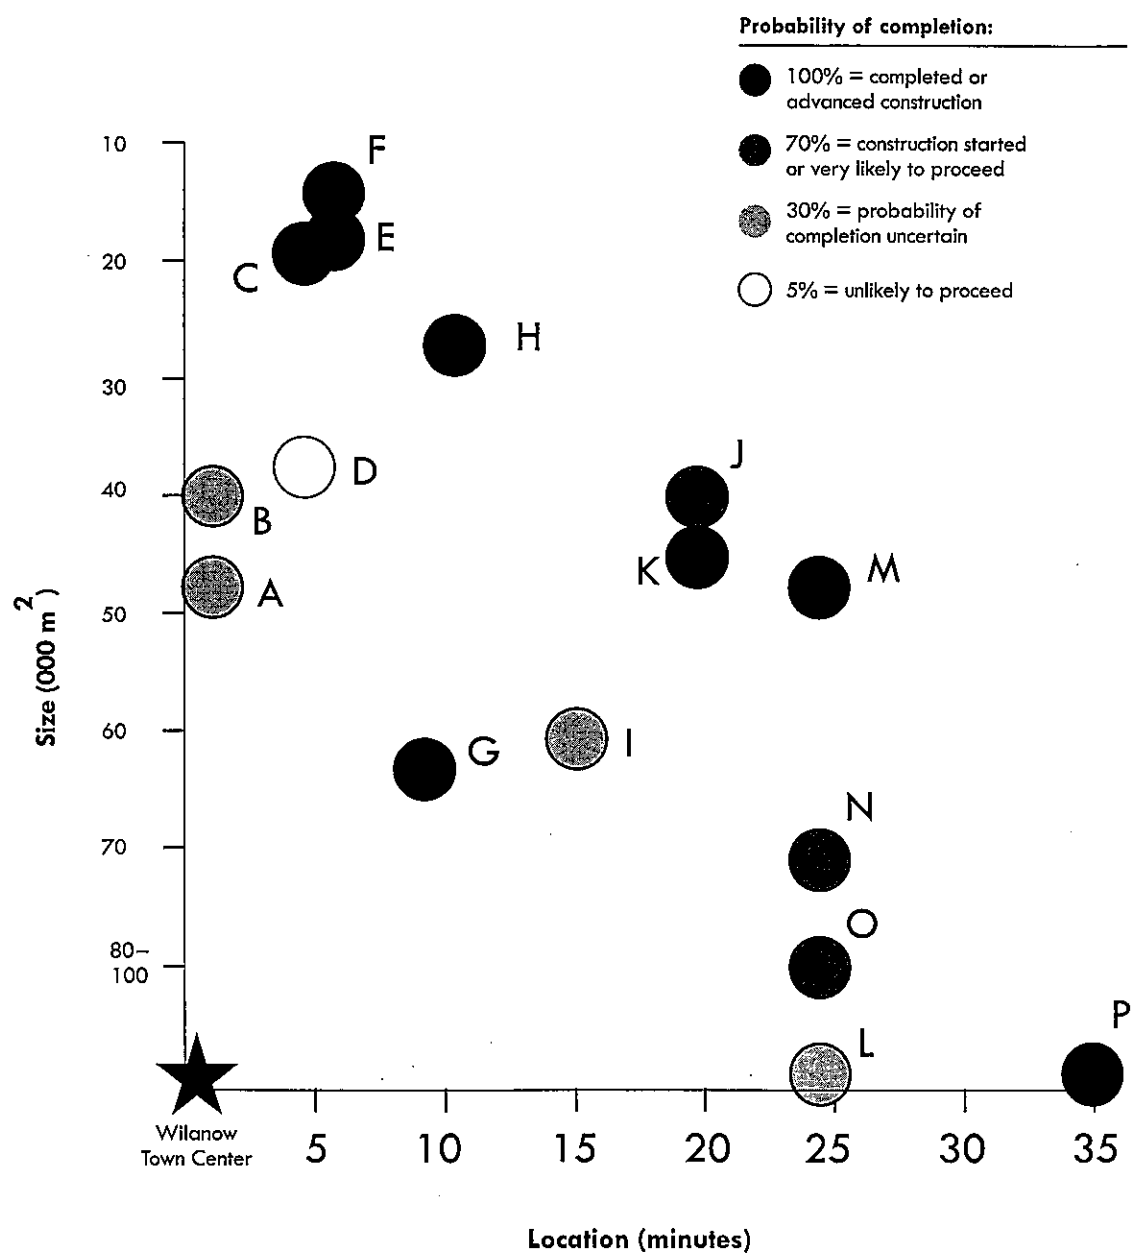 Probability of completion:
100% = completed or
advanced construction
70% = construction started
or very likely to proceed
30% = probability of
completion uncertain
5% = unlikely to proceed
10
20
30
40
50
60
70
80–
100
Size (000 m2)
F
E
C
H
D
B
A
J
K
M
I
G
N
O
L
P
Wilanow
Town Center
5
10
15
20
25
30
35
Location (minutes)